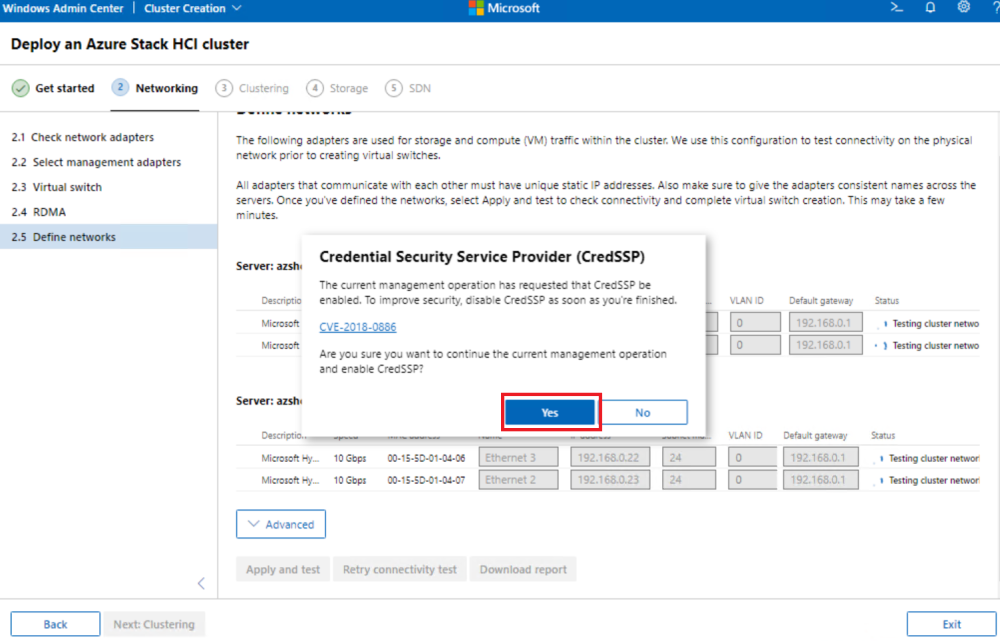 Windows Admin Center | Cluster Creation
Microsoft
Deploy an Azure Stack HCI cluster
Get started
2 Networking
3 Clustering
4 Storage
5 SDN
2.1 Check network adapters
2.2 Select management adapters
2.3 Virtual switch
2.4 RDMA
2.5 Define networks
Define networks
The following adapters are used for storage and compute (VM) traffic within the cluster. We use this configuration to test connectivity on the physical
network prior to creating virtual switches.
All adapters that communicate with each other must have unique static IP addresses. Also make sure to give the adapters consistent names across the
servers. Once you've defined the networks, select Apply and test to check connectivity and complete virtual switch creation. This may take a few
minutes.
Server: azsh
Descriptio VLAN ID Default gateway Status
Microsoft 0 192.168.0.1 Testing cluster netwo
Microsoft 0 192.168.0.1 Testing cluster netwo
Credential Security Service Provider (CredSSP)
The current management operation has requested that CredSSP be
enabled. To improve security, disable CredSSP as soon as you're finished.
CVE-2018-0886
Are you sure you want to continue the current management operation
and enable CredSSP?
Yes
No
Server: azsh
Description Speed MAC address Name IP address Subnet ma... VLAN ID Default gateway Status
Microsoft Hy... 10 Gbps 00-15-5D-01-04-06 Ethernet 3 192.168.0.22 24 0 192.168.0.1 Testing cluster networ
Microsoft Hy... 10 Gbps 00-15-5D-01-04-07 Ethernet 2 192.168.0.23 24 0 192.168.0.1 Testing cluster networ
Advanced
Apply and test
Retry connectivity test
Download report
Back
Next: Clustering
Exit